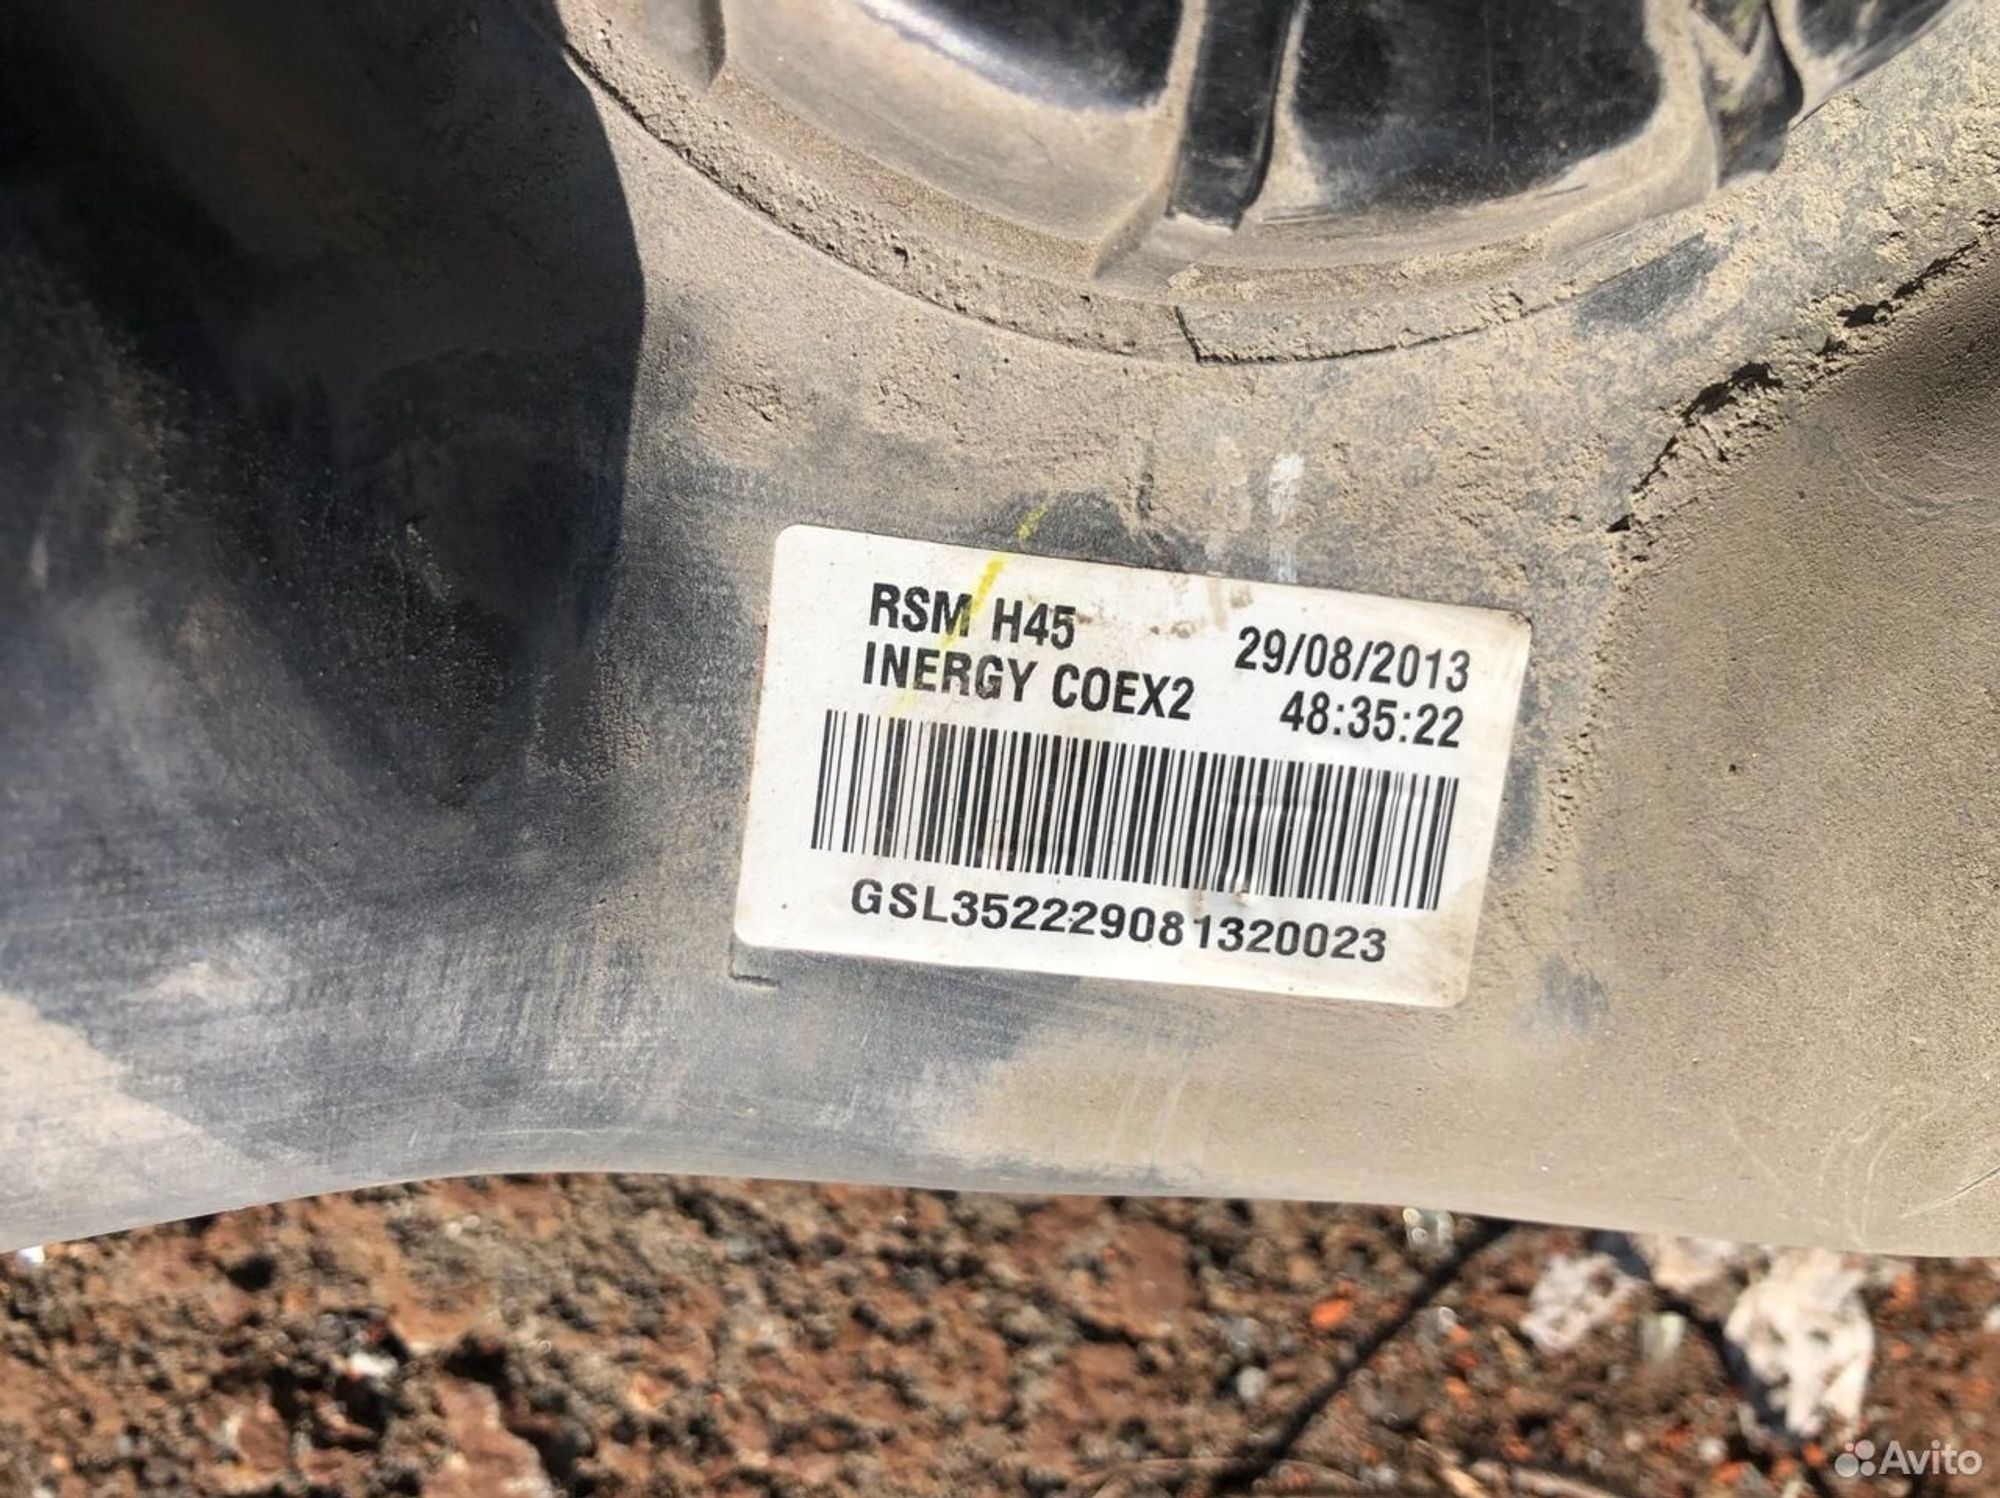 RSM H45
29/08/2013
INERGY COEX2
48:35:22
GSL352229081320023
Avito